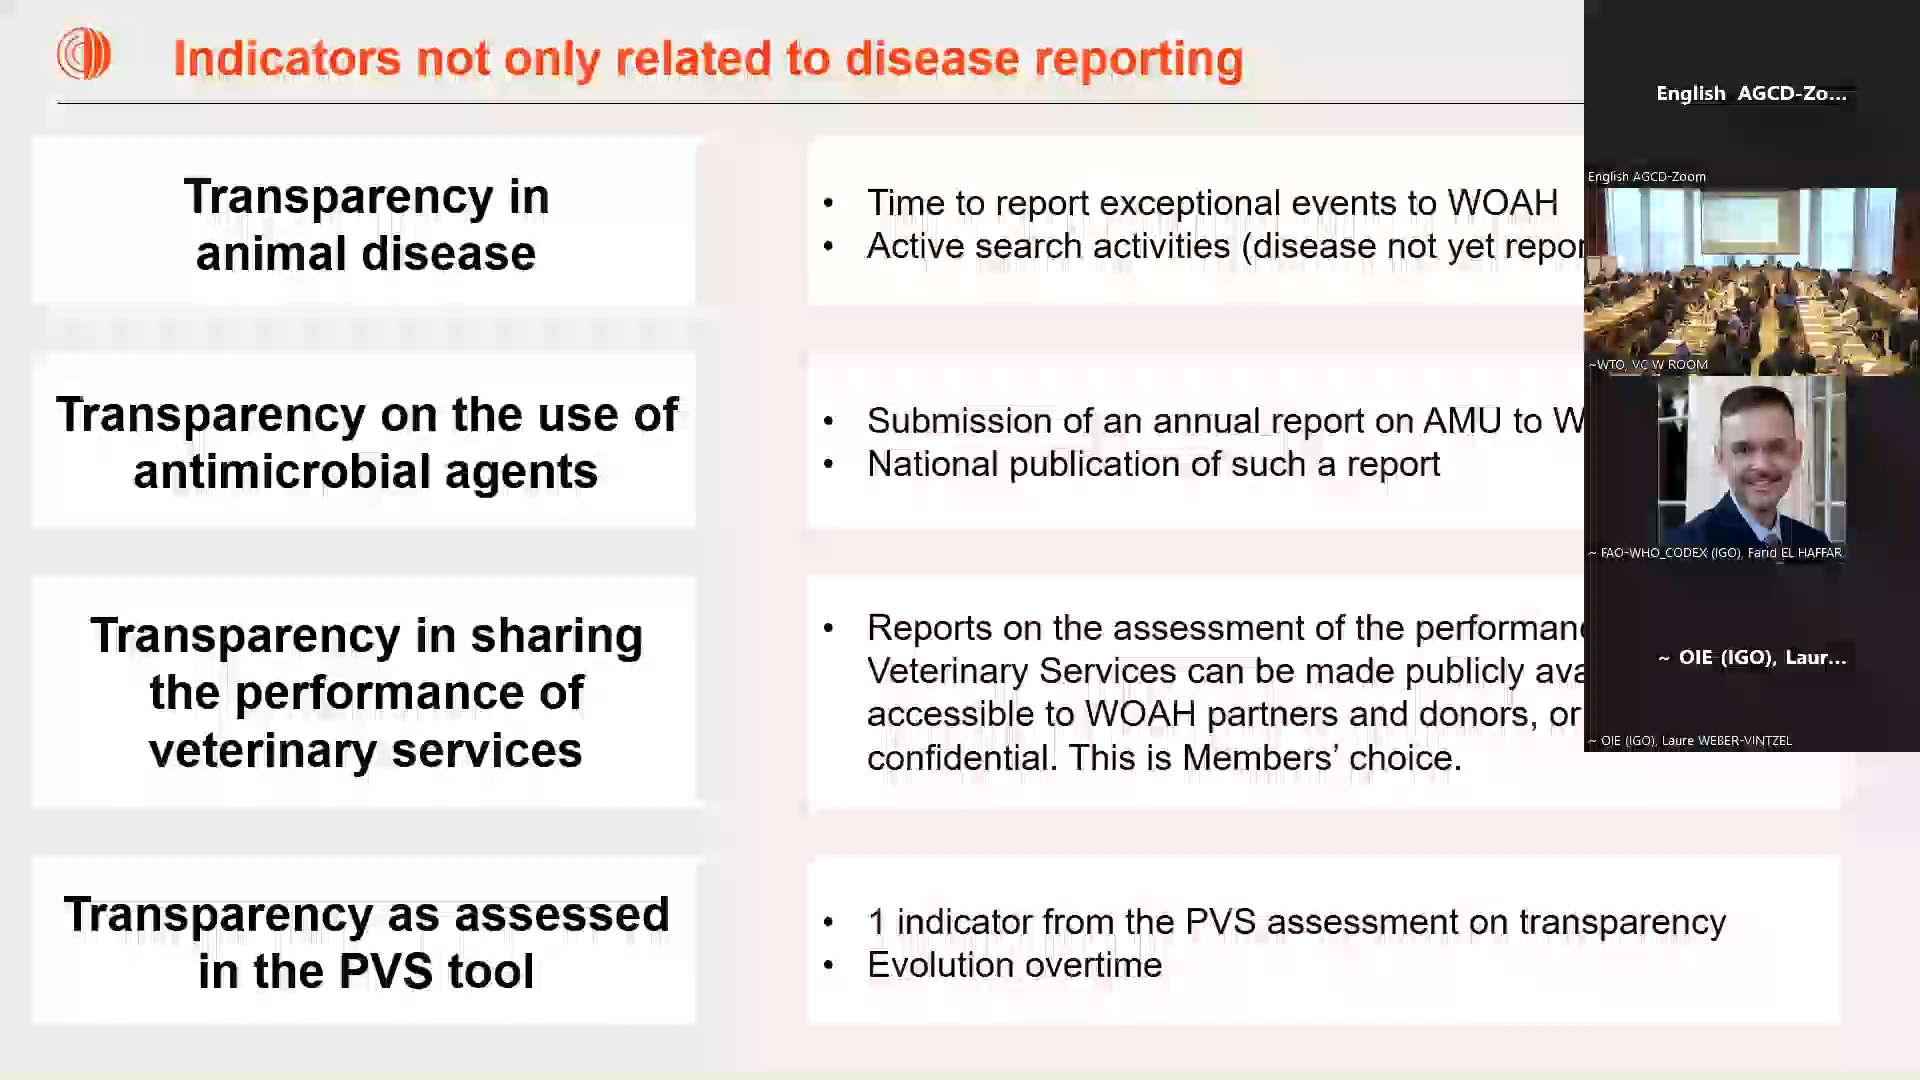 Indicators not only related to disease reporting
Transparency in
animal disease
• Time to report exceptional events to WOAH
• Active search activities (disease not yet repor
Transparency on the use of
antimicrobial agents
• Submission of an annual report on AMU to W
• National publication of such a report
Transparency in sharing
the performance of
veterinary services
• Reports on the assessment of the performan
Veterinary Services can be made publicly ava
accessible to WOAH partners and donors, or
confidential. This is Members’ choice.
Transparency as assessed
in the PVS tool
• 1 indicator from the PVS assessment on transparency
• Evolution overtime
English AGCD-Zo...
English AGCD-Zoom
~WTO, VC W ROOM
~ FAO-WHO_CODEX (IGO), Farid EL HAFFAR
~ OIE (IGO), Laur...
~ OIE (IGO), Laure WEBER-VINTZEL